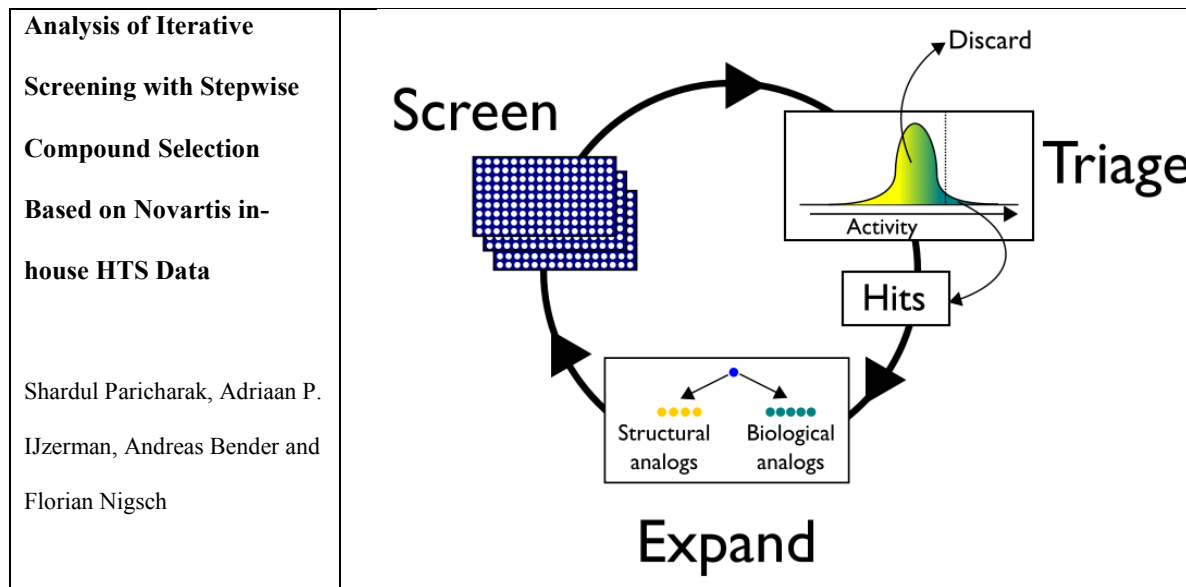 Analysis of Iterative
Screening with Stepwise
Compound Selection
Based on Novartis in-
house HTS Data
Shardul Paricharak, Adriaan P.
IJzerman, Andreas Bender and
Florian Nigsch
Discard
Screen
Triage
Activity
Hits
Structural
analogs
Biological
analogs
Expand